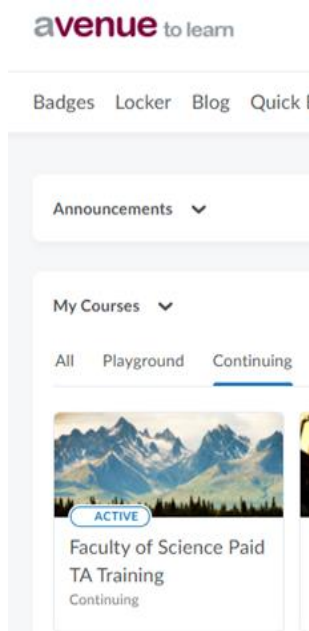 avenue to learn
Badges Locker Blog Quick
Announcements
My Courses
All Playground Continuing
ACTIVE
Faculty of Science Paid
TA Training
Continuing